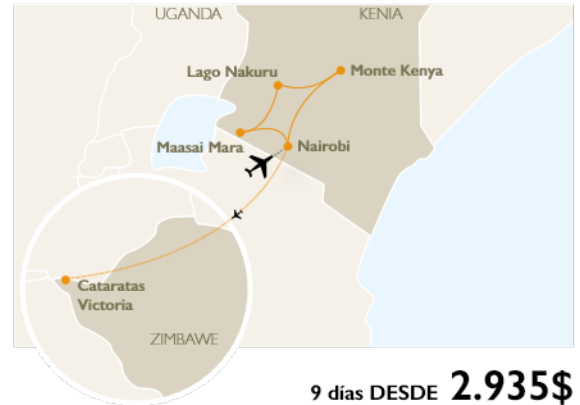 UGANDA
KENIA
Lago Nakuru
Monte Kenya
Maasai Mara
Nairobi
Cataratas
Victoria
ZIMBAWE
9 días DESDE 2.935$